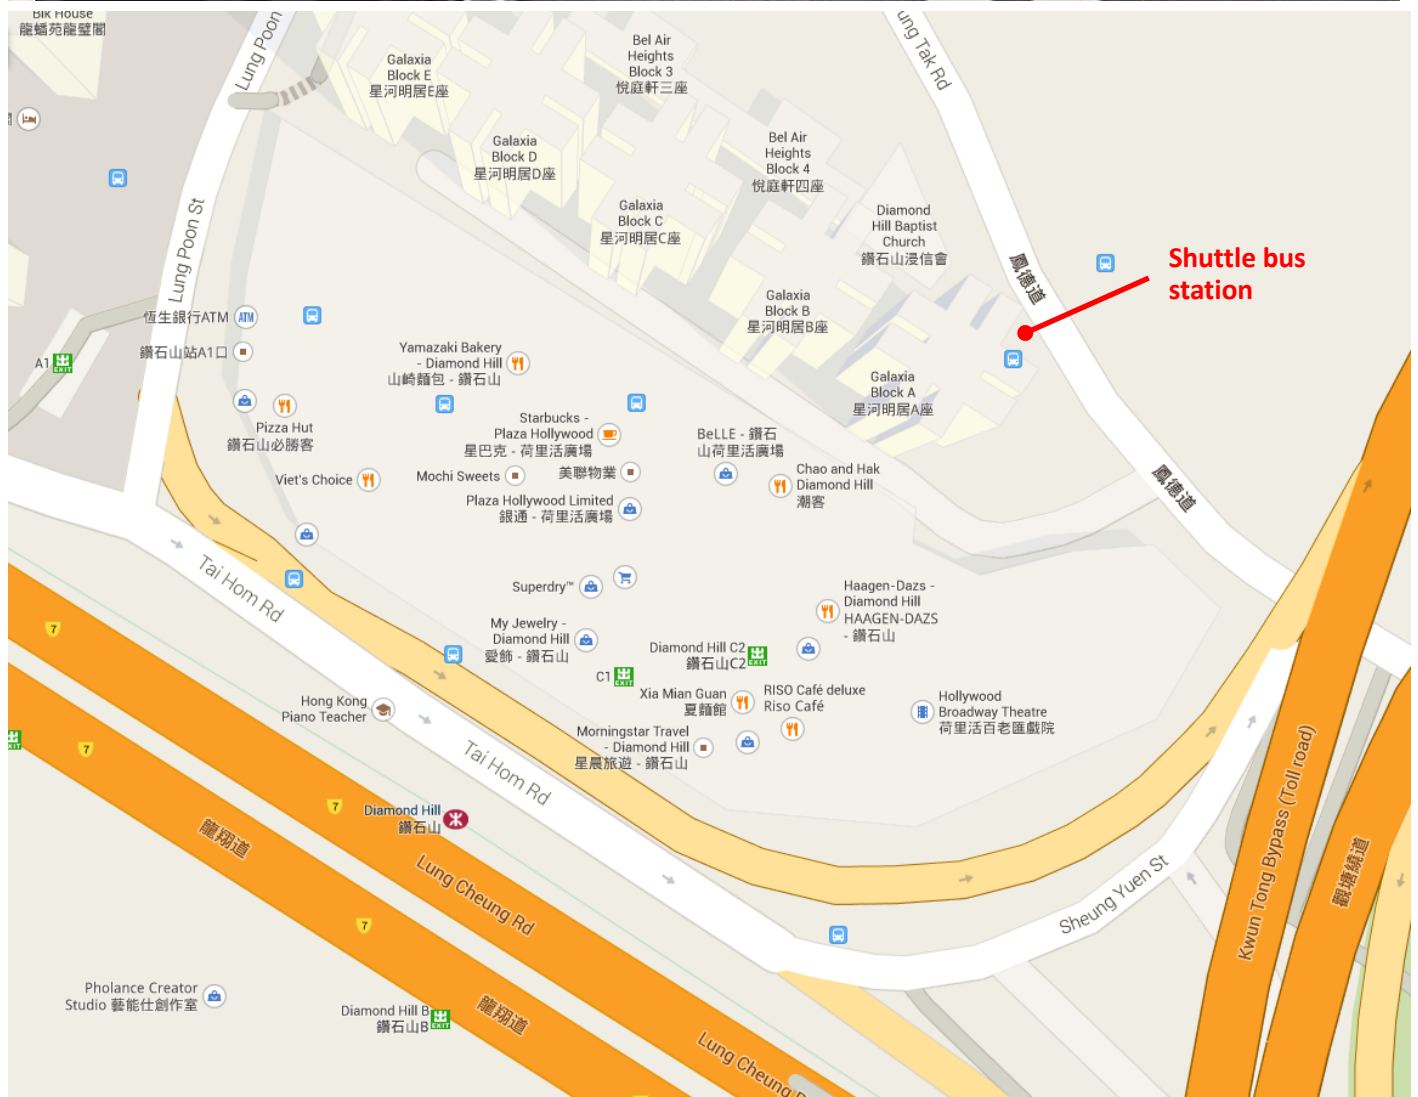 Blk House
龍蟠苑龍璧閣
Lung Poon
ung Tak Rd
Bel Air
Heights
Block 3
悅庭軒三座
Galaxia
Block E
星河明居E座
Galaxia
Block D
星河明居D座
Bel Air
Heights
Block 4
悅庭軒四座
Galaxia
Block C
星河明居C座
Diamond
Hill Baptist
Church
鑽石山浸信會
Lung Poon St
鳳德道
Shuttle bus
station
Galaxia
Block B
星河明居B座
恆生銀行ATM
ATM
鑽石山站A1口
A1
EXIT
Yamazaki Bakery
- Diamond Hill
山崎麵包 - 鑽石山
Galaxia
Block A
星河明居A座
Pizza Hut
鑽石山必勝客
Starbucks -
Plaza Hollywood
星巴克 - 荷里活廣場
BeLLE - 鑽石
山荷里活廣場
Viet's Choice
Mochi Sweets
美聯物業
Chao and Hak
Diamond Hill
潮客
鳳德道
Plaza Hollywood Limited
銀通 - 荷里活廣場
Tai Hom Rd
Superdry™
Haagen-Dazs -
Diamond Hill
HAAGEN-DAZS
- 鑽石山
7
My Jewelry -
Diamond Hill
愛飾 - 鑽石山
Diamond Hill C2
鑽石山C2
EXIT
C1
EXIT
Xia Mian Guan
夏麵館
RISO Café deluxe
Riso Café
Hollywood
Broadway Theatre
荷里活百老匯戲院
Hong Kong
Piano Teacher
Morningstar Travel
- Diamond Hill
星晨旅遊 - 鑽石山
EXIT
7
Tai Hom Rd
7
Diamond Hill
鑽石山
龍翔道
Lung Cheung Rd
Kwun Tong Bypass (Toll road)
觀塘繞道
Sheung Yuen St
7
Pholance Creator
Studio 藝能仕創作室
Diamond Hill B
鑽石山B
EXIT
龍翔道
Lung Cheung R